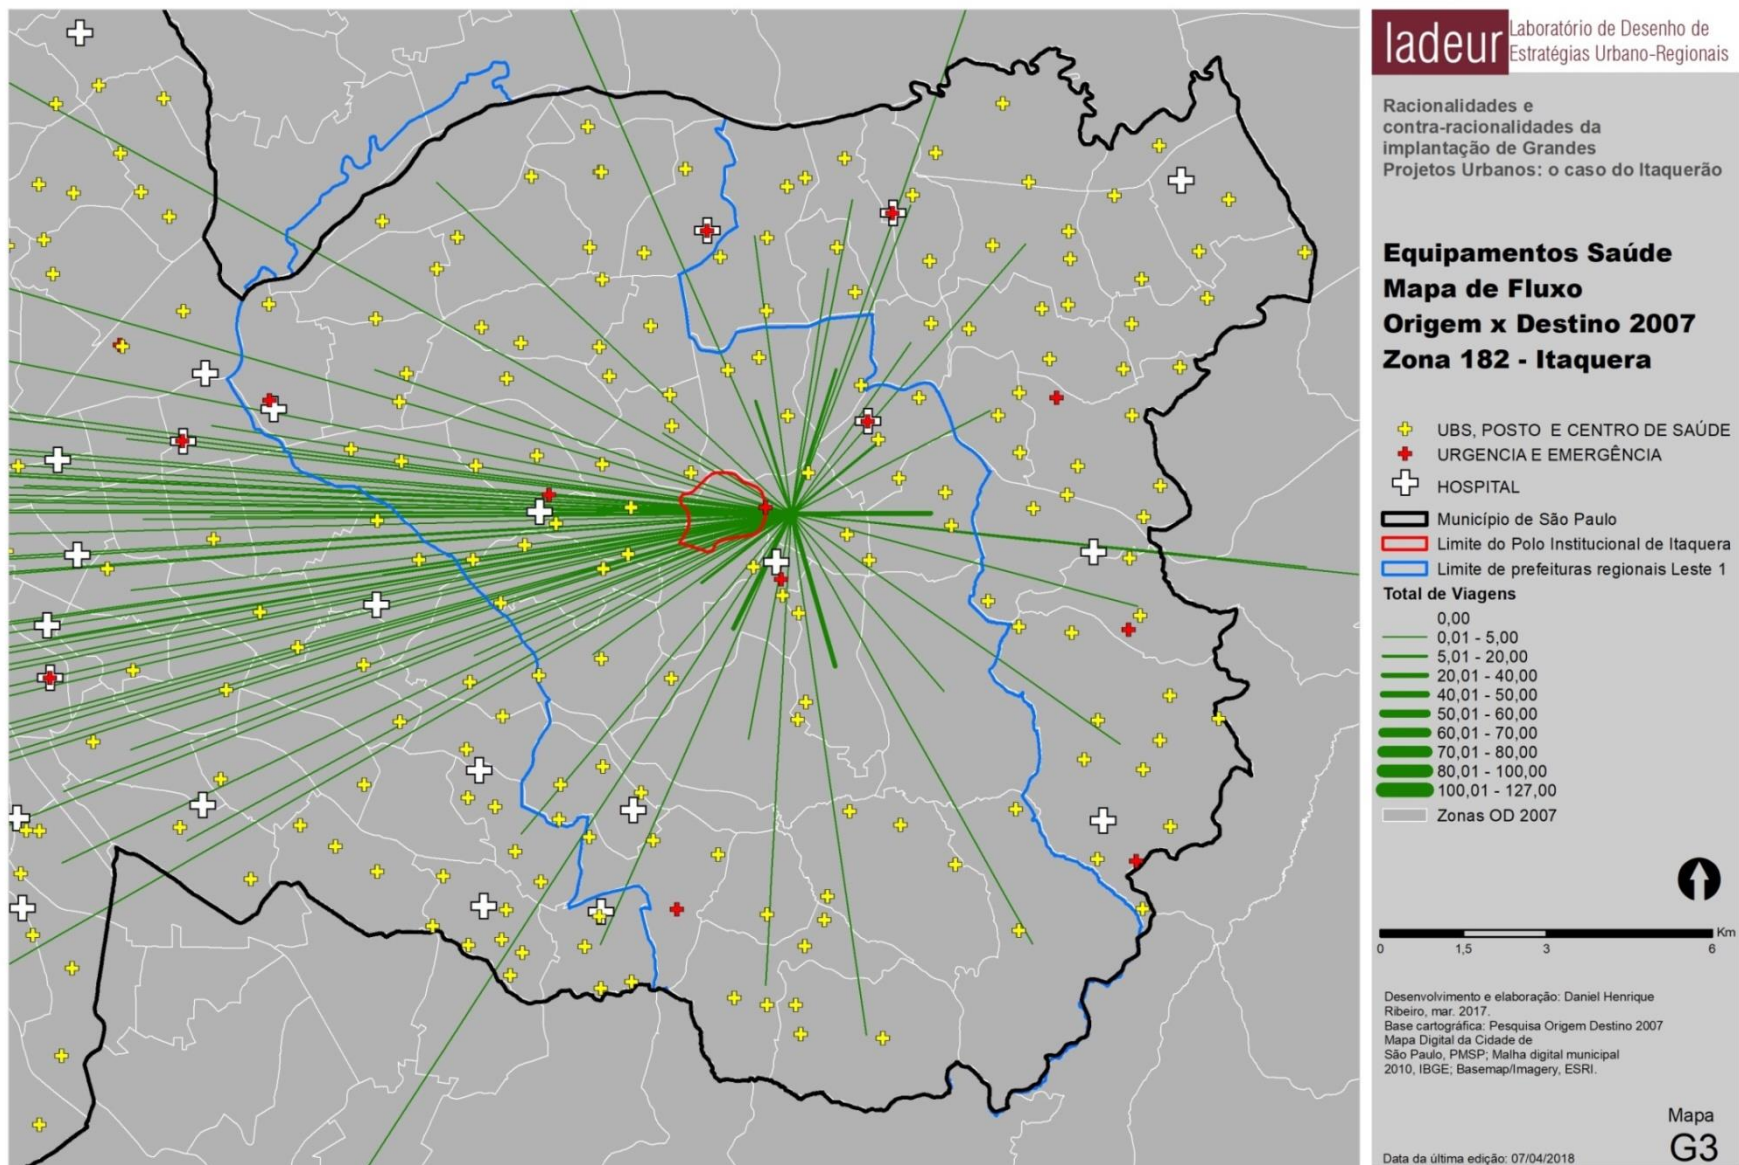 ladeur
Laboratório de Desenho de
Estratégias Urbano-Regionais
Racionalidades e
contra-racionalidades da
implantação de Grandes
Projetos Urbanos: o caso do Itaquerão
Equipamentos Saúde
Mapa de Fluxo
Origem x Destino 2007
Zona 182 - Itaquera
UBS, POSTO E CENTRO DE SAÚDE
URGENCIA E EMERGÊNCIA
HOSPITAL
Município de São Paulo
Limite do Polo Institucional de Itaquera
Limite de prefeituras regionais Leste 1
Total de Viagens
0,00
0,01 - 5,00
5,01 - 20,00
20,01 - 40,00
40,01 - 50,00
50,01 - 60,00
60,01 - 70,00
70,01 - 80,00
80,01 - 100,00
100,01 - 127,00
Zonas OD 2007
Km
0 1,5 3 6
Desenvolvimento e elaboração: Daniel Henrique
Ribeiro, mar. 2017.
Base cartográfica: Pesquisa Origem Destino 2007
Mapa Digital da Cidade de
São Paulo, PMSP; Malha digital municipal
2010, IBGE; Basemap/Imagery, ESRI.
Mapa
G3
Data da última edição: 07/04/2018